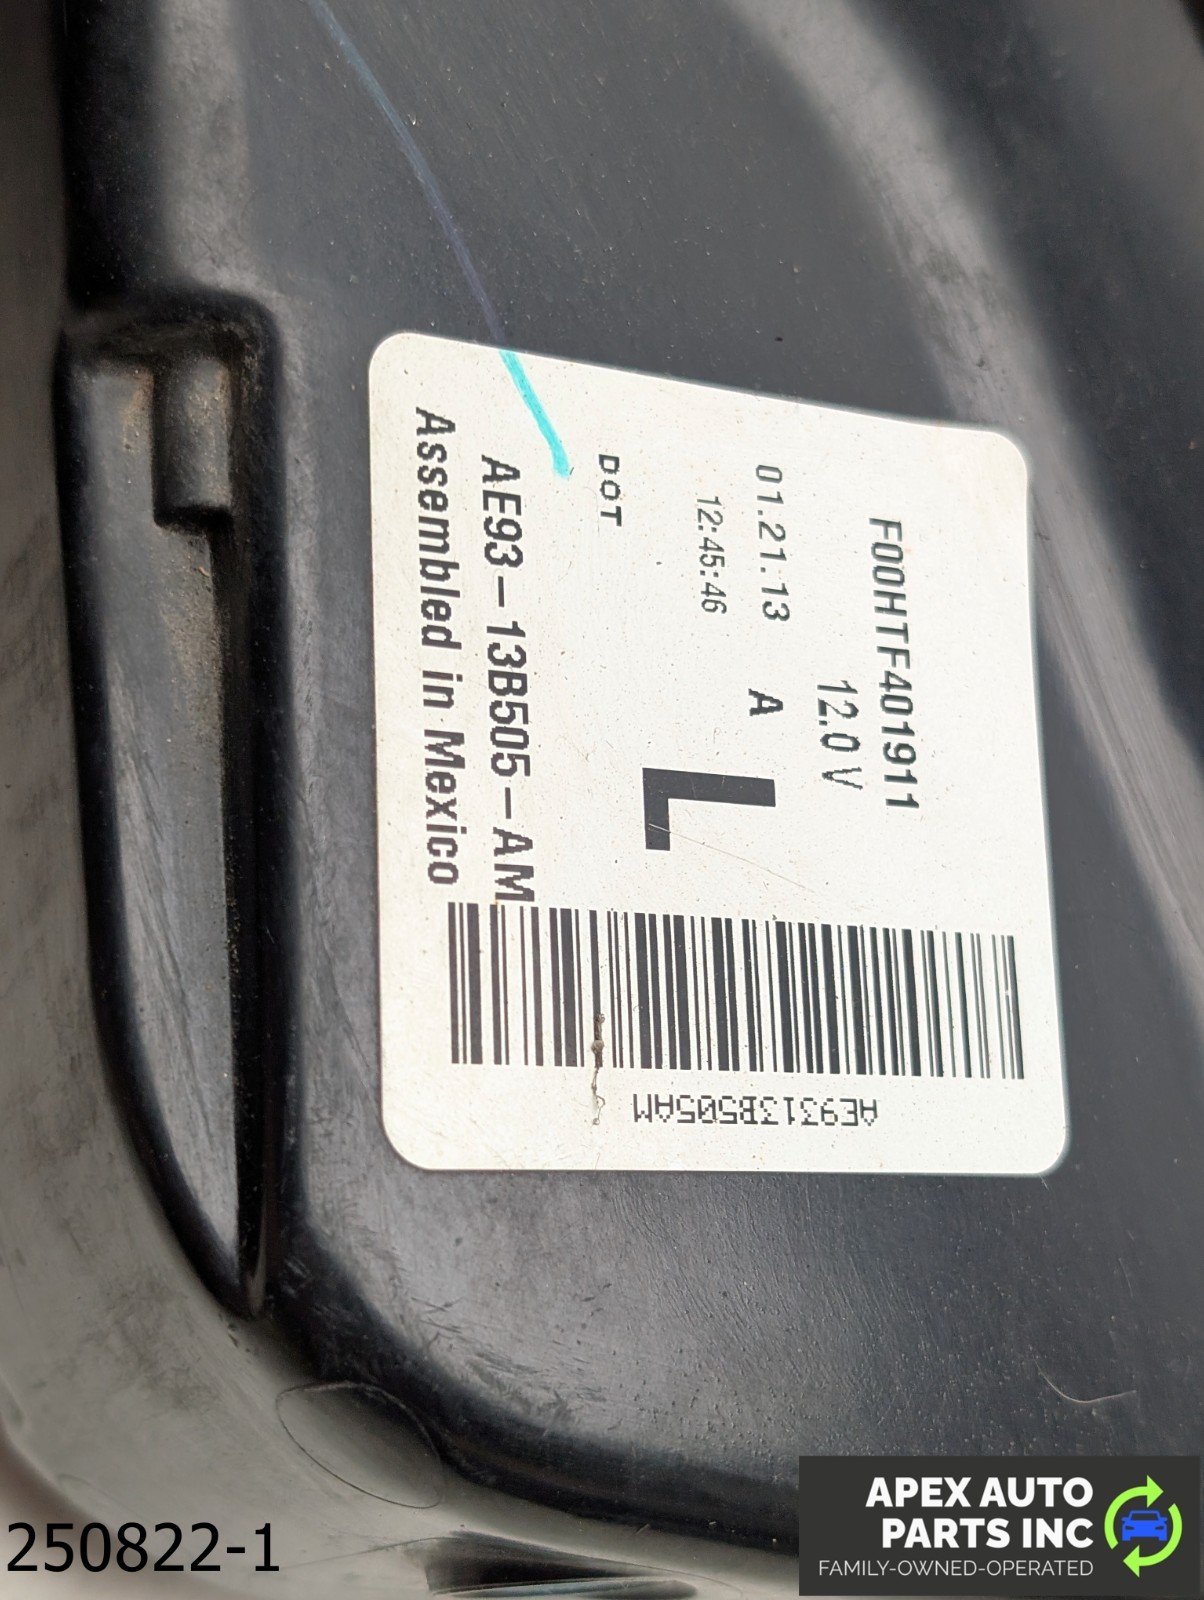 F00HTF401911
12.0 V
01.21.13 A
12:45:46
L
DOT
AE93-13B505-AM
Assembled in Mexico
AE9313B505AM
250822-1
APEX AUTO
PARTS INC
FAMILY-OWNED-OPERATED